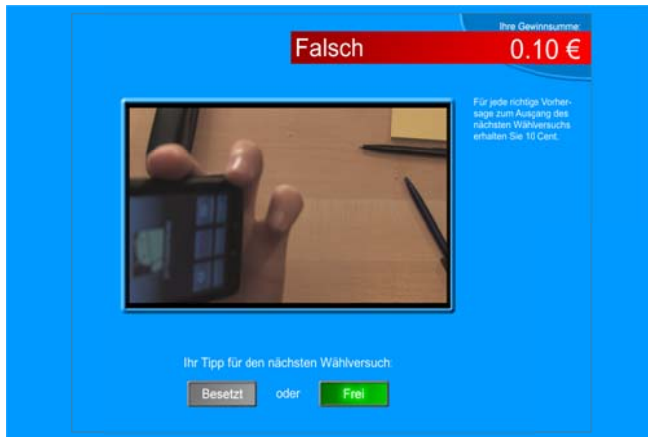 Ihre Gewinnsumme:
Falsch
0.10 €
Für jede richtige Vorher-
sage zum Ausgang des
nächsten Wählversuchs
erhalten Sie 10 Cent.
Ihr Tipp für den nächsten Wählversuch:
Besetzt oder Frei